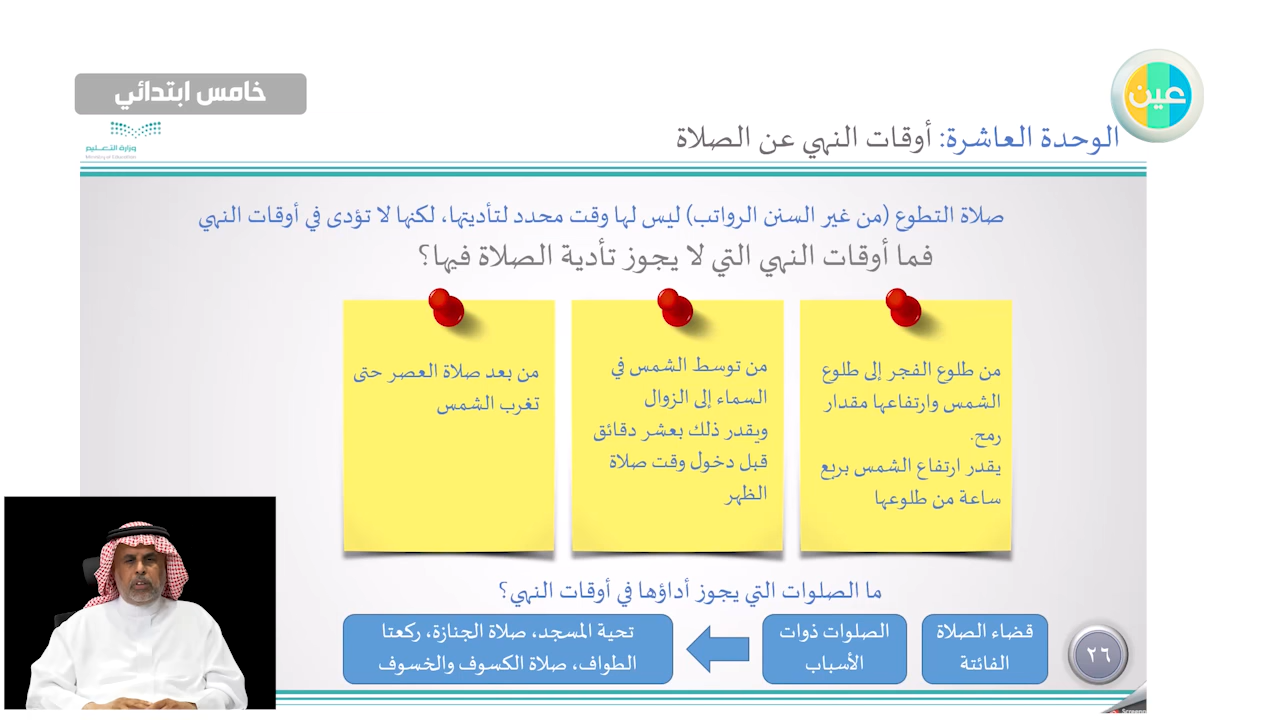 عين
خامس ابتدائي
وزارة التعليم
Ministry of Education
الوحدة العاشرة: أوقات النهي عن الصلاة
صلاة التطوع (من غير السنن الرواتب) ليس لها وقت محدد لتأديتها، لكنها لا تؤدى في أوقات النهي
فما أوقات النهي التي لا يجوز تأدية الصلاة فيها؟
من طلوع الفجر إلى طلوع
الشمس وارتفاعها مقدار
رمح.
يقدر ارتفاع الشمس بربع
ساعة من طلوعها
من توسط الشمس في
السماء إلى الزوال
ويقدر ذلك بعشر دقائق
قبل دخول وقت صلاة
الظهر
من بعد صلاة العصر حتى
تغرب الشمس
ما الصلوات التي يجوز أداؤها في أوقات النهي؟
قضاء الصلاة
الفائتة
الصلوات ذوات
الأسباب
تحية المسجد، صلاة الجنازة، ركعتا
الطواف، صلاة الكسوف والخسوف
٢٦